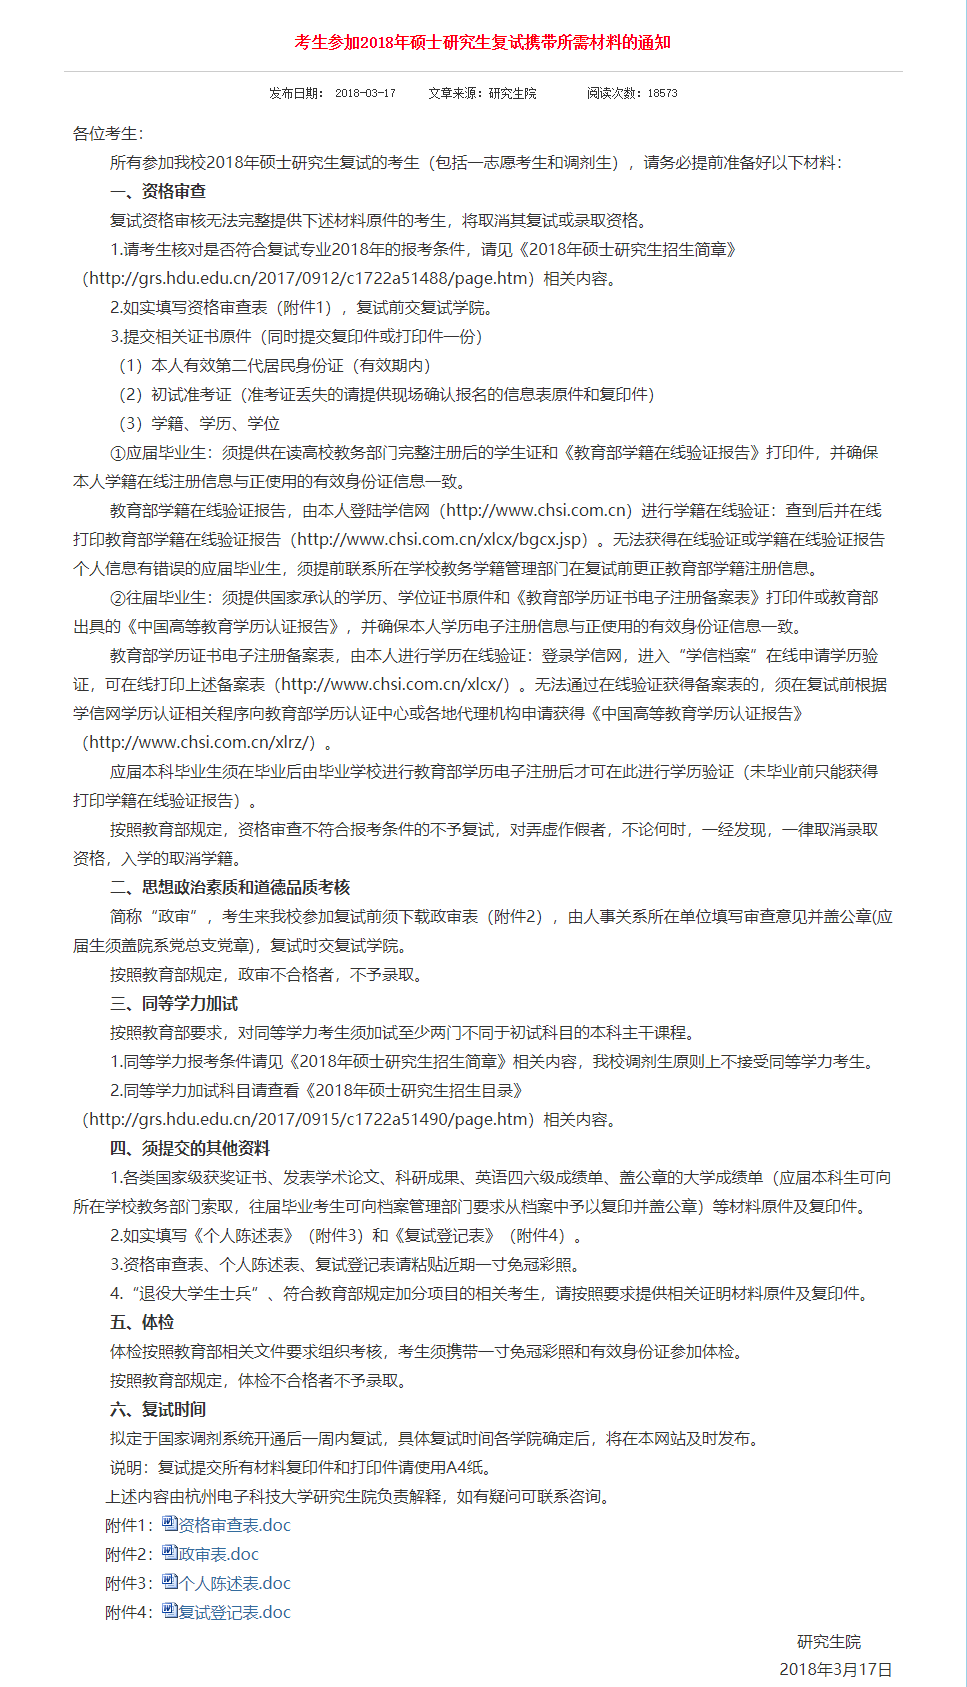 考生参加2018年硕士研究生复试携带所需材料的通知
发布日期： 2018-03-17 文章来源：研究生院 阅读次数：18573
各位考生：
所有参加我校2018年硕士研究生复试的考生（包括一志愿考生和调剂生），请务必提前准备好以下材料：
一、资格审查
复试资格审核无法完整提供下述材料原件的考生，将取消其复试或录取资格。
1.请考生核对是否符合复试专业2018年的报考条件，请见《2018年硕士研究生招生简章》
（http://grs.hdu.edu.cn/2017/0912/c1722a51488/page.htm）相关内容。
2.如实填写资格审查表（附件1），复试前交复试学院。
3.提交相关证书原件（同时提交复印件或打印件一份）
（1）本人有效第二代居民身份证（有效期内）
（2）初试准考证（准考证丢失的请提供现场确认报名的信息表原件和复印件）
（3）学籍、学历、学位
①应届毕业生：须提供在读高校教务部门完整注册后的学生证和《教育部学籍在线验证报告》打印件，并确保
本人学籍在线注册信息与正使用的有效身份证信息一致。
教育部学籍在线验证报告，由本人登陆学信网（http://www.chsi.com.cn）进行学籍在线验证：查到后并在线
打印教育部学籍在线验证报告（http://www.chsi.com.cn/xlcx/bgcx.jsp）。无法获得在线验证或学籍在线验证报告
个人信息有错误的应届毕业生，须提前联系所在学校教务学籍管理部门在复试前更正教育部学籍注册信息。
②往届毕业生：须提供国家承认的学历、学位证书原件和《教育部学历证书电子注册备案表》打印件或教育部
出具的《中国高等教育学历认证报告》，并确保本人学历电子注册信息与正使用的有效身份证信息一致。
教育部学历证书电子注册备案表，由本人进行学历在线验证：登录学信网，进入“学信档案”在线申请学历验
证，可在线打印上述备案表（http://www.chsi.com.cn/xlcx/）。无法通过在线验证获得备案表的，须在复试前根据
学信网学历认证相关程序向教育部学历认证中心或各地代理机构申请获得《中国高等教育学历认证报告》
（http://www.chsi.com.cn/xlrz/）。
应届本科毕业生须在毕业后由毕业学校进行教育部学历电子注册后才可在此进行学历验证（未毕业前只能获得
打印学籍在线验证报告）。
按照教育部规定，资格审查不符合报考条件的不予复试，对弄虚作假者，不论何时，一经发现，一律取消录取
资格，入学的取消学籍。
二、思想政治素质和道德品质考核
简称“政审”，考生来我校参加复试前须下载政审表（附件2），由人事关系所在单位填写审查意见并盖公章(应
届生须盖院系党总支党章)，复试时交复试学院。
按照教育部规定，政审不合格者，不予录取。
三、同等学力加试
按照教育部要求，对同等学力考生须加试至少两门不同于初试科目的本科主干课程。
1.同等学力报考条件请见《2018年硕士研究生招生简章》相关内容，我校调剂生原则上不接受同等学力考生。
2.同等学力加试科目请查看《2018年硕士研究生招生目录》
（http://grs.hdu.edu.cn/2017/0915/c1722a51490/page.htm）相关内容。
四、须提交的其他资料
1.各类国家级获奖证书、发表学术论文、科研成果、英语四六级成绩单、盖公章的大学成绩单（应届本科生可向
所在学校教务部门索取，往届毕业考生可向档案管理部门要求从档案中予以复印并盖公章）等材料原件及复印件。
2.如实填写《个人陈述表》（附件3）和《复试登记表》（附件4）。
3.资格审查表、个人陈述表、复试登记表请粘贴近期一寸免冠彩照。
4.“退役大学生士兵”、符合教育部规定加分项目的相关考生，请按照要求提供相关证明材料原件及复印件。
五、体检
体检按照教育部相关文件要求组织考核，考生须携带一寸免冠彩照和有效身份证参加体检。
按照教育部规定，体检不合格者不予录取。
六、复试时间
拟定于国家调剂系统开通后一周内复试，具体复试时间各学院确定后，将在本网站及时发布。
说明：复试提交所有材料复印件和打印件请使用A4纸。
上述内容由杭州电子科技大学研究生院负责解释，如有疑问可联系咨询。
附件1：资格审查表.doc
附件2：政审表.doc
附件3：个人陈述表.doc
附件4：复试登记表.doc
研究生院
2018年3月17日